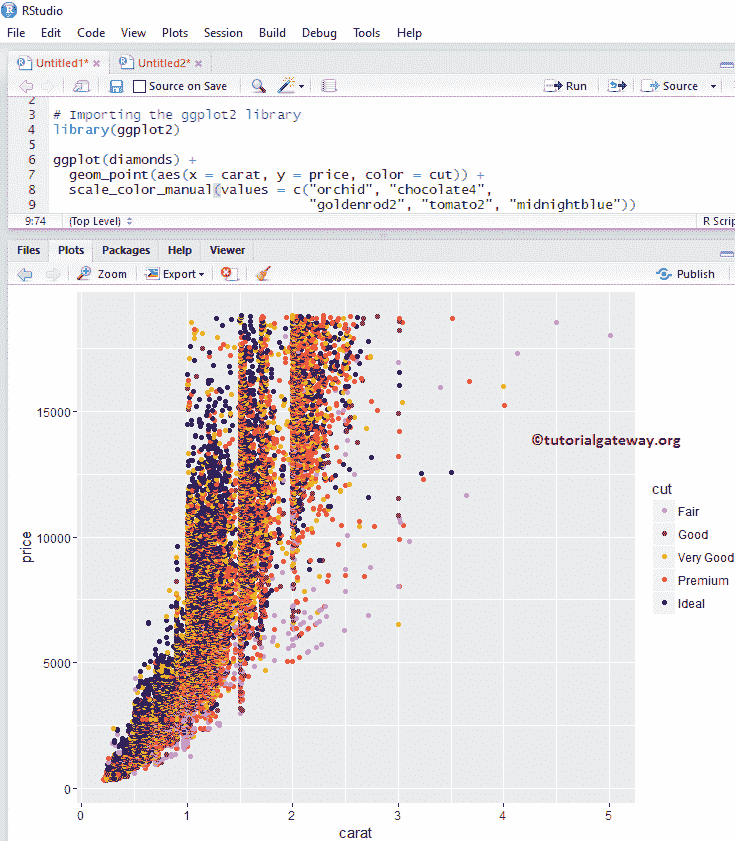 RStudio
File Edit Code View Plots Session Build Debug Tools Help
Untitled1* Untitled2*
Source on Save Run Source
2
3 # Importing the ggplot2 library
4 library(ggplot2)
5
6 ggplot(diamonds) +
7 geom_point(aes(x = carat, y = price, color = cut)) +
8 scale_color_manual(values = c("orchid", "chocolate4",
9 "goldenrod2", "tomato2", "midnightblue"))
9:74 (Top Level) R Scrip
Files Plots Packages Help Viewer
Zoom Export Publish
15000
©tutorialgateway.org
cut
Fair
Good
Very Good
Premium
Ideal
10000
price
5000
0
0 1 2 3 4 5
carat